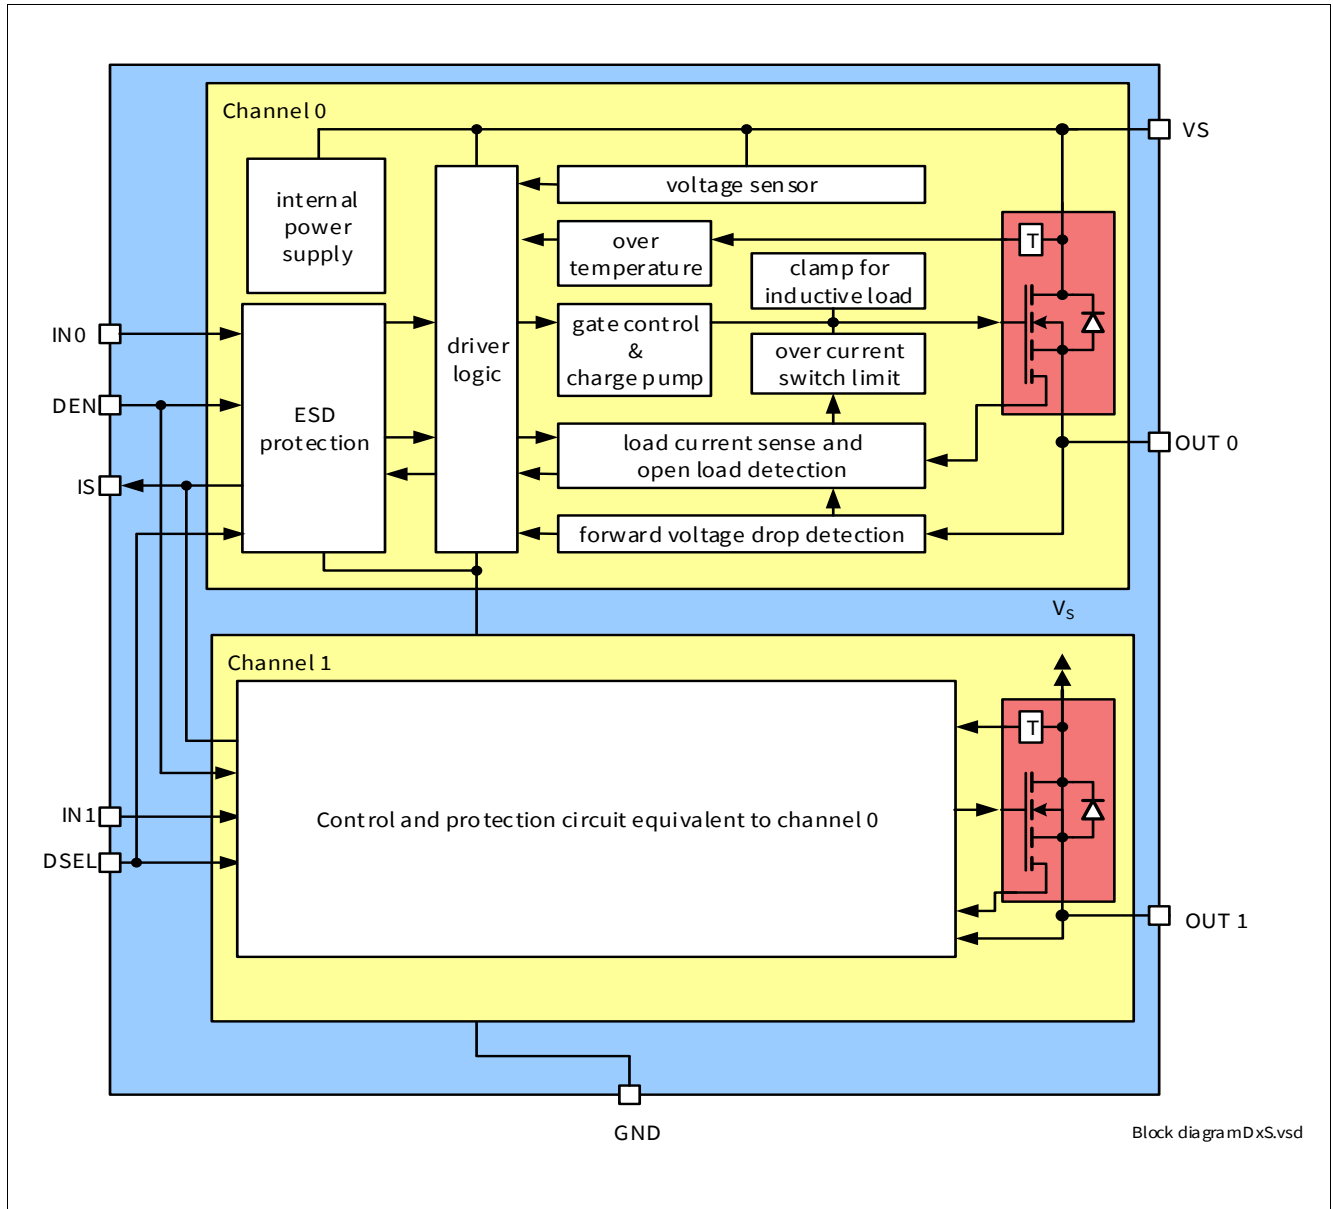 Channel 0
VS
internal
power
supply
voltage sensor
over
temperature
T
clamp for
inductive load
IN0
gate control
&
charge pump
driver
logic
over current
switch limit
DEN
ESD
protection
load current sense and
open load detection
OUT 0
IS
forward voltage drop detection
VS
Channel 1
T
IN1
Control and protection circuit equivalent to channel 0
DSEL
OUT 1
GND
Block diagramDxS.vsd